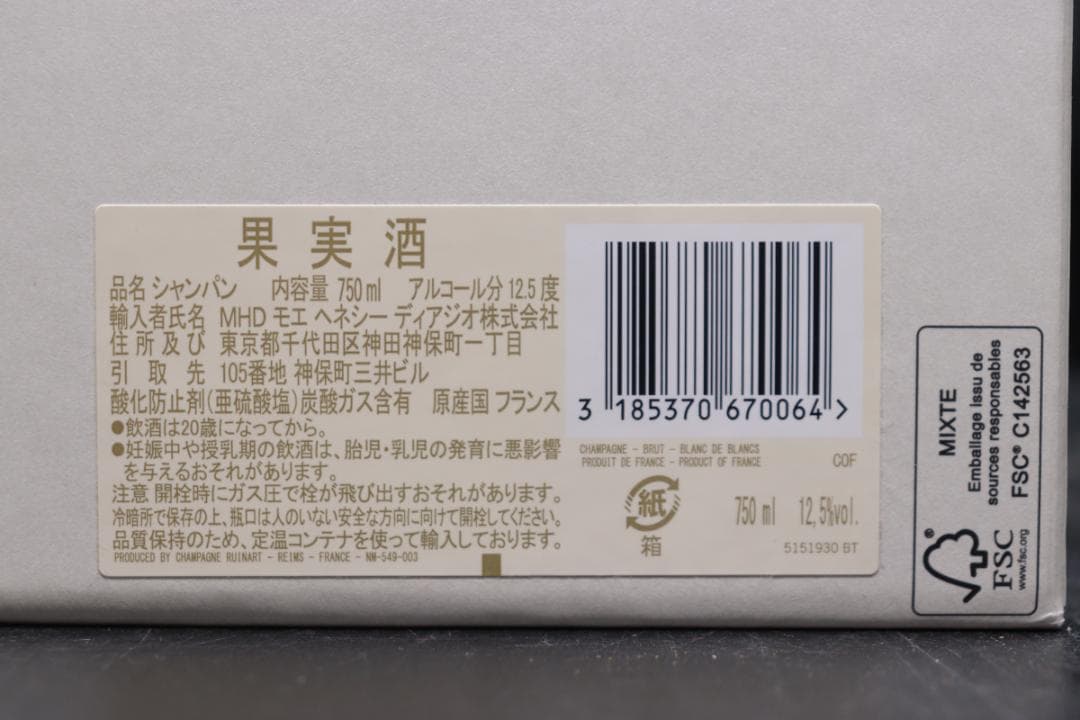 果実酒
品名 シャンパン 内容量 750ml アルコール分 12.5度
輸入者氏名 MHD モエ ヘネシー ディアジオ株式会社
住所及び 東京都千代田区神田神保町一丁目
引取先 105番地 神保町三井ビル
酸化防止剤(亜硫酸塩)炭酸ガス含有 原産国 フランス
●飲酒は20歳になってから。
●妊娠中や授乳期の飲酒は、胎児・乳児の発育に悪影響
を与えるおそれがあります。
注意 開栓時にガス圧で栓が飛び出すおそれがあります。
冷暗所で保存の上、瓶口は人のいない安全な方向に向けて開栓してください。
品質保持のため、定温コンテナを使って輸入しております。
PRODUCED BY CHAMPAGNE RUINART - REIMS - FRANCE - NM-549-003
3 185370 670064 >
CHAMPAGNE - BRUT - BLANC DE BLANCS
PRODUIT DE FRANCE - PRODUCT OF FRANCE
COF
紙
箱
750 ml 12,5%vol.
5151930 BT
MIXTE
Emballage issu de
sources responsables
FSC® C142563
®
FSC
www.fsc.org